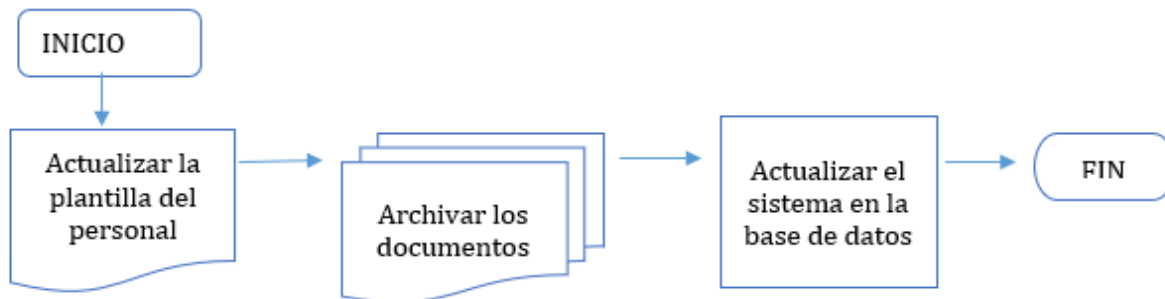 INICIO
Actualizar la
plantilla del
personal
Archivar los
documentos
Actualizar el
sistema en la
base de datos
FIN